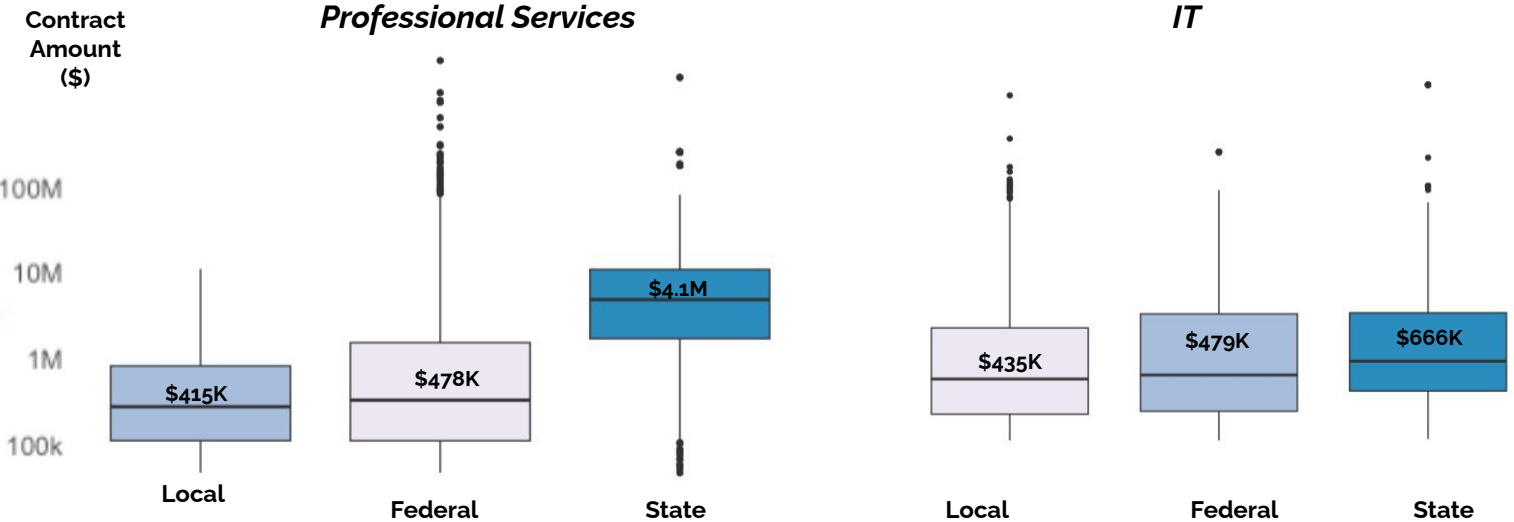 Contract
Amount
($)
Professional Services
IT
100M
10M
1M
100k
$415K
$478K
$4.1M
$435K
$479K
$666K
Local
Federal
State
Local
Federal
State